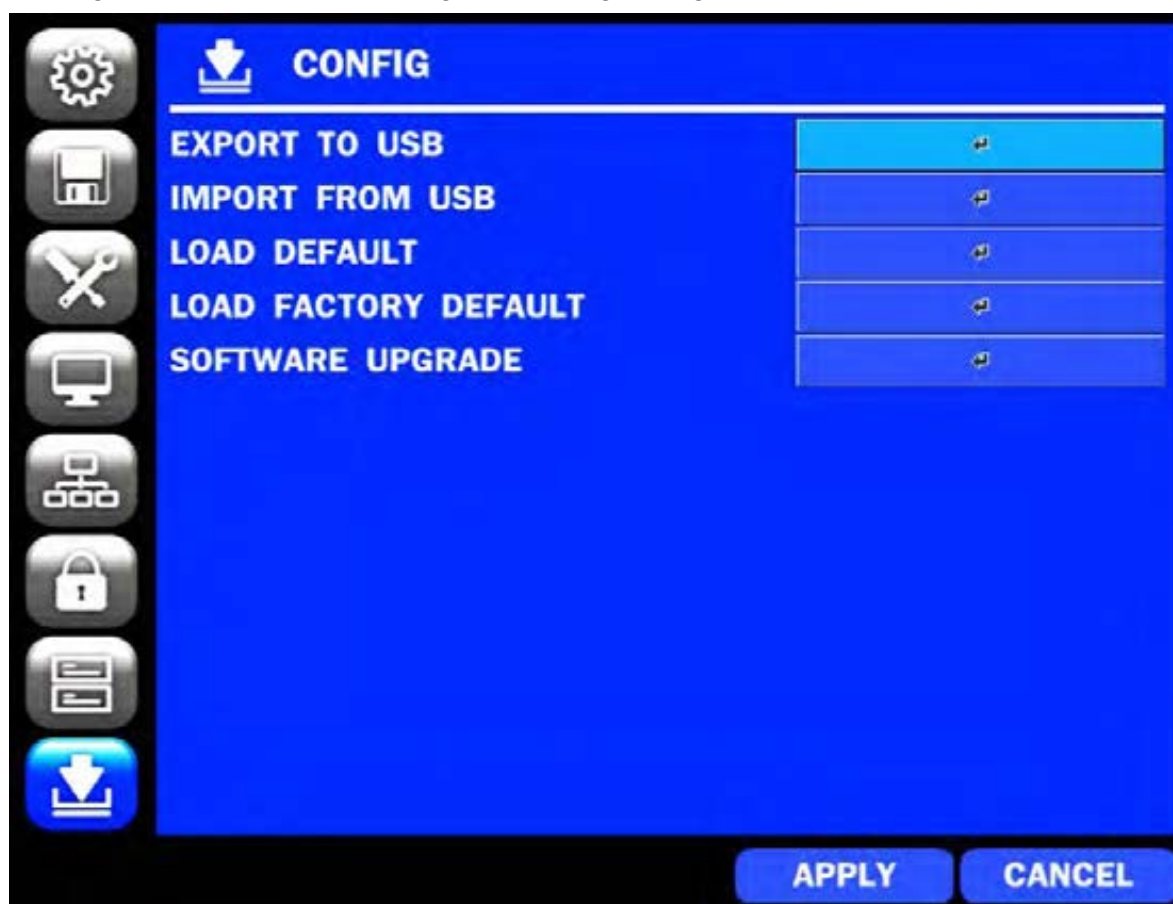 CONFIG
EXPORT TO USB
IMPORT FROM USB
LOAD DEFAULT
LOAD FACTORY DEFAULT
SOFTWARE UPGRADE
APPLY CANCEL